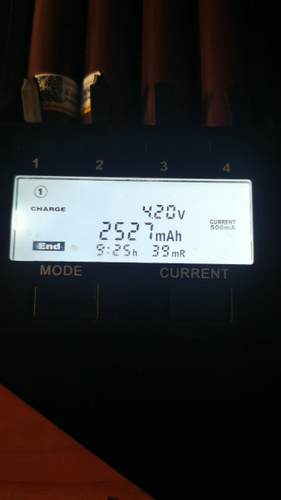 1 2 3 4
1
CHARGE
4.20V
CURRENT
500mA
2527mAh
End
9:25h 39mR
MODE CURRENT